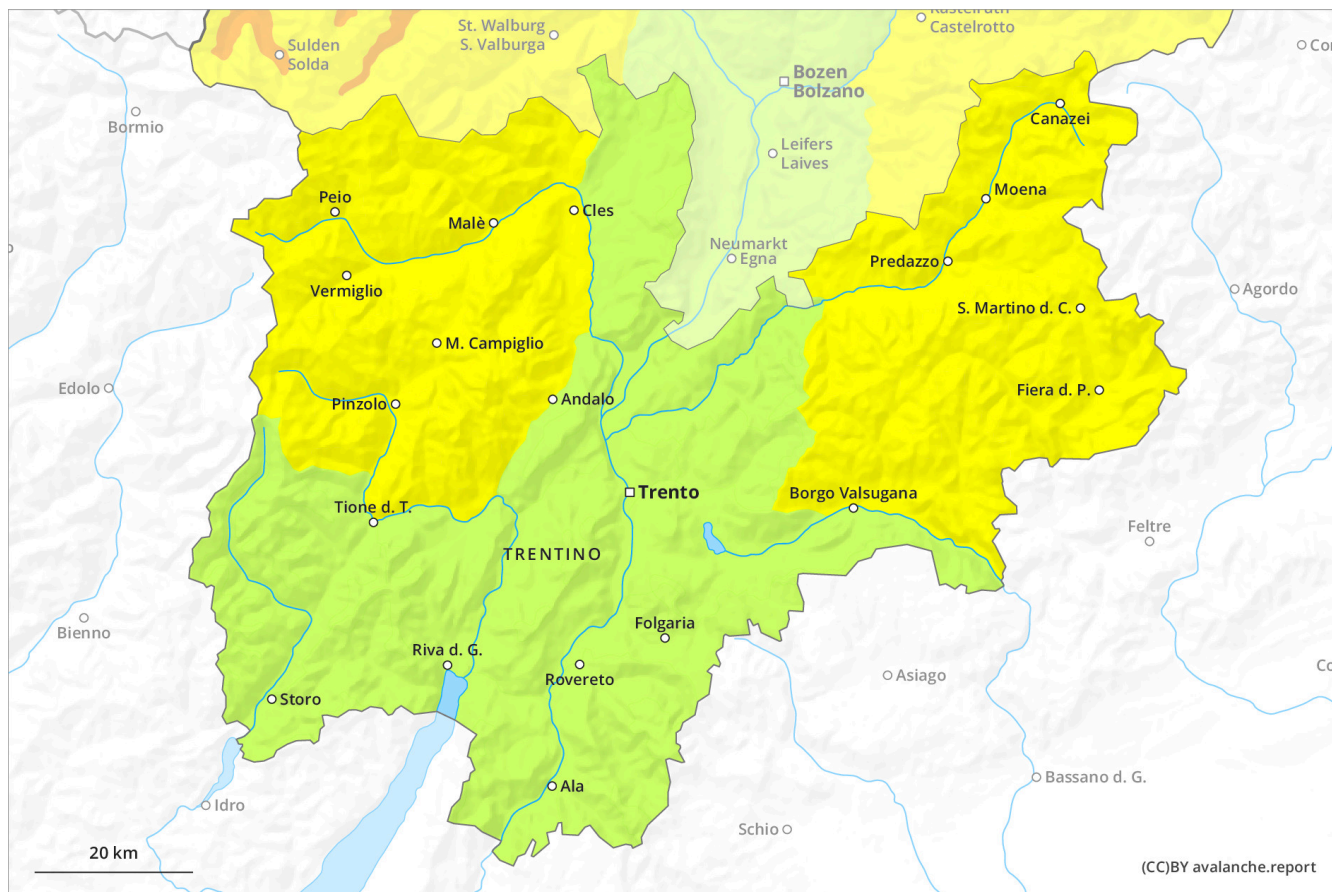 Kastelruth
Castelrotto
St. Walburg
S. Valburga
Sulden
Solda
Bozen
Bolzano
Bormio
Canazei
Leifers
Laives
Peio
Malè
Cles
Moena
Neumarkt
Egna
Predazzo
Vermiglio
Agordo
S. Martino d. C.
M. Campiglio
Edolo
Pinzolo
Andalo
Fiera d. P.
Trento
Borgo Valsugana
Tione d. T.
Feltre
TRENTINO
Bienno
Folgaria
Riva d. G.
Rovereto
Asiago
Storo
Ala
Bassano d. G.
Idro
Schio
20 km
(CC)BY avalanche.report